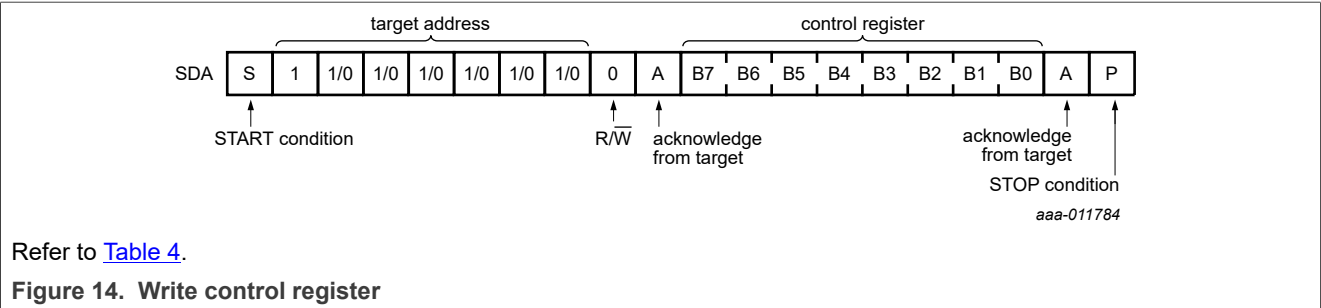 target address control register
SDA S 1 1/0 1/0 1/0 1/0 1/0 1/0 0 A B7 B6 B5 B4 B3 B2 B1 B0 A P
START condition R/W̅ acknowledge from target acknowledge from target
STOP condition
aaa-011784
Refer to Table 4.
Figure 14. Write control register